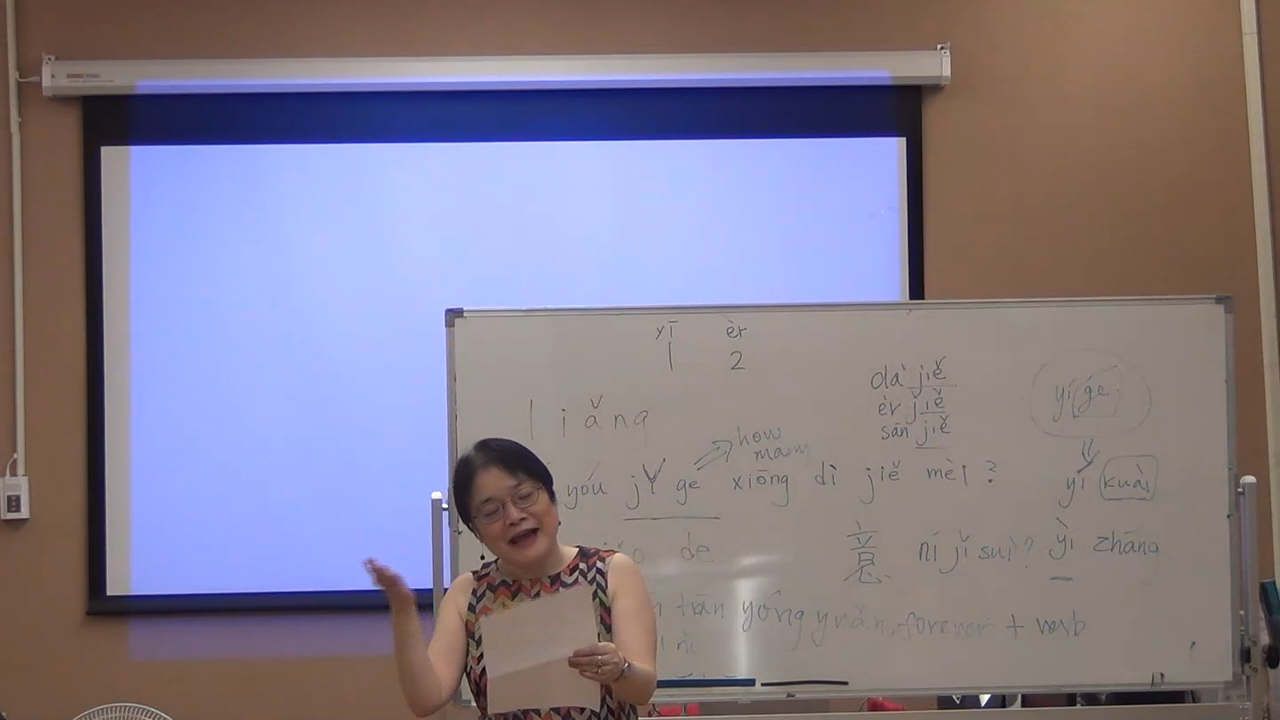 yī èr
1 2
dà jiě
èr jiě
sān jiě
yí ge
liǎng
how
many
yǒu jǐ ge xiōng dì jiě mèi ?
yí kuài
de
意 nǐ jǐ suì? yì zhāng
yǒng yuǎn, forever + verb